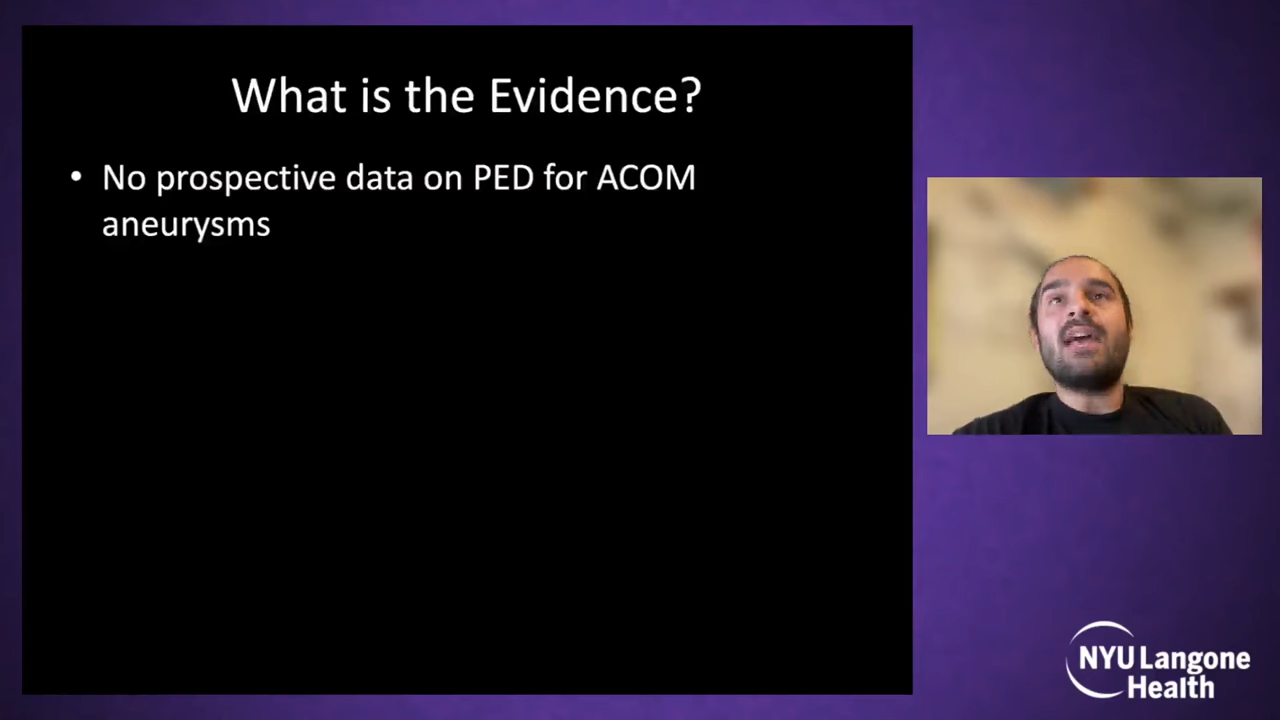 What is the Evidence?
• No prospective data on PED for ACOM
aneurysms
NYU Langone
Health